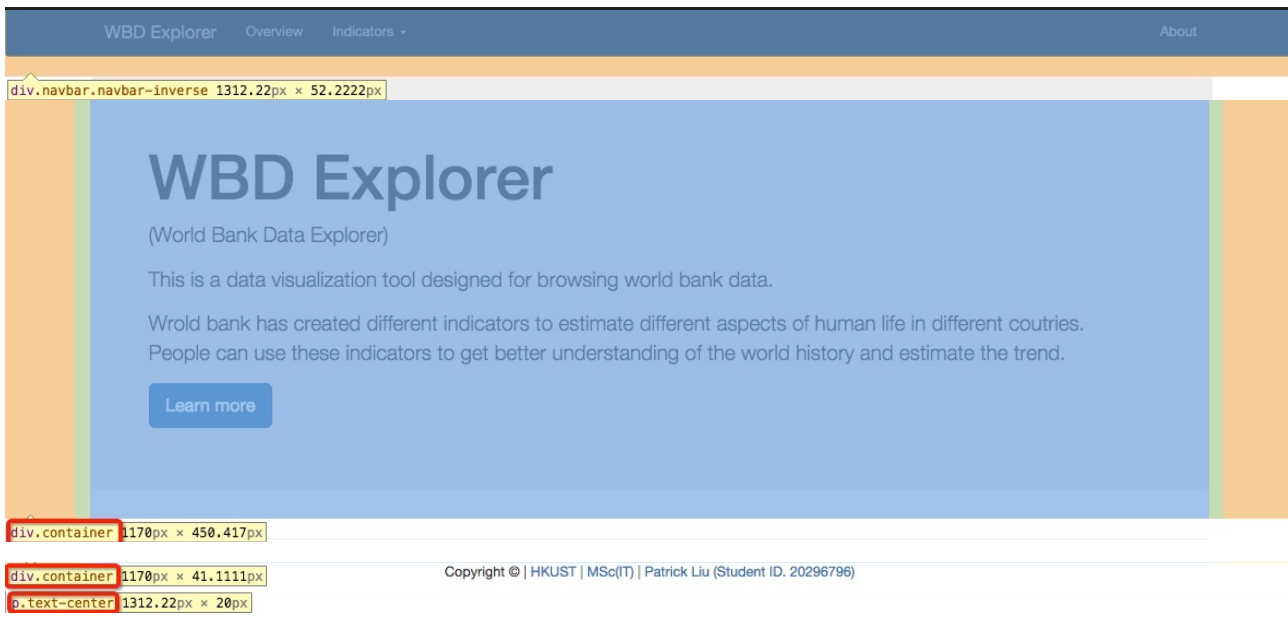 WBD Explorer Overview Indicators About
div.navbar.navbar-inverse 1312.22px × 52.2222px
WBD Explorer
(World Bank Data Explorer)
This is a data visualization tool designed for browsing world bank data.
Wrold bank has created different indicators to estimate different aspects of human life in different coutries.
People can use these indicators to get better understanding of the world history and estimate the trend.
Learn more
div.container 1170px × 450.417px
div.container 1170px × 41.1111px
Copyright © | HKUST | MSc(IT) | Patrick Liu (Student ID. 20296796)
p.text-center 1312.22px × 20px